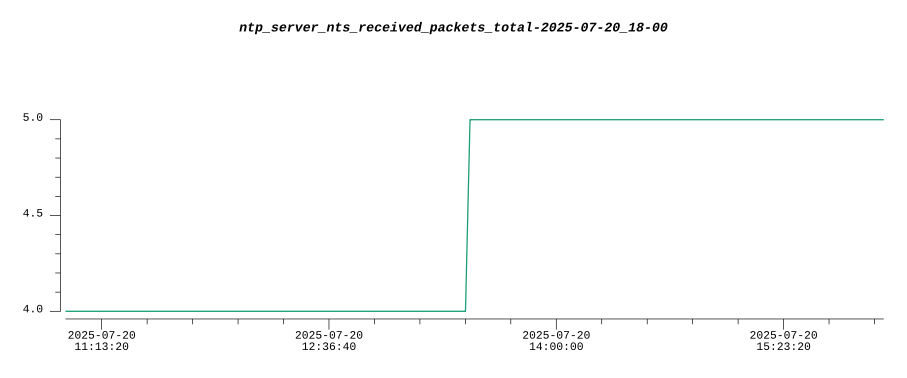 ntp_server_nts_received_packets_total-2025-07-20_18-00
5.0
4.5
4.0
2025-07-20 2025-07-20 2025-07-20 2025-07-20
11:13:20 12:36:40 14:00:00 15:23:20